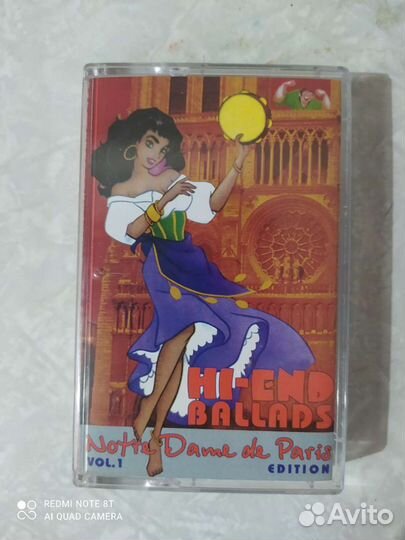 HI-END
BALLADS
Notre Dame de Paris
VOL.1
EDITION
REDMI NOTE 8T
AI QUAD CAMERA
Avito